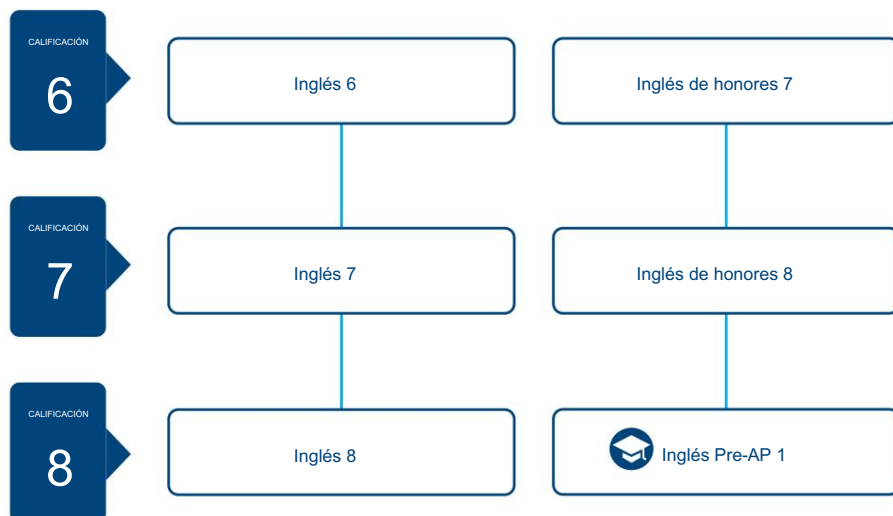 CALIFICACIÓN
6
Inglés 6
Inglés de honores 7
CALIFICACIÓN
7
Inglés 7
Inglés de honores 8
CALIFICACIÓN
8
Inglés 8
Inglés Pre-AP 1